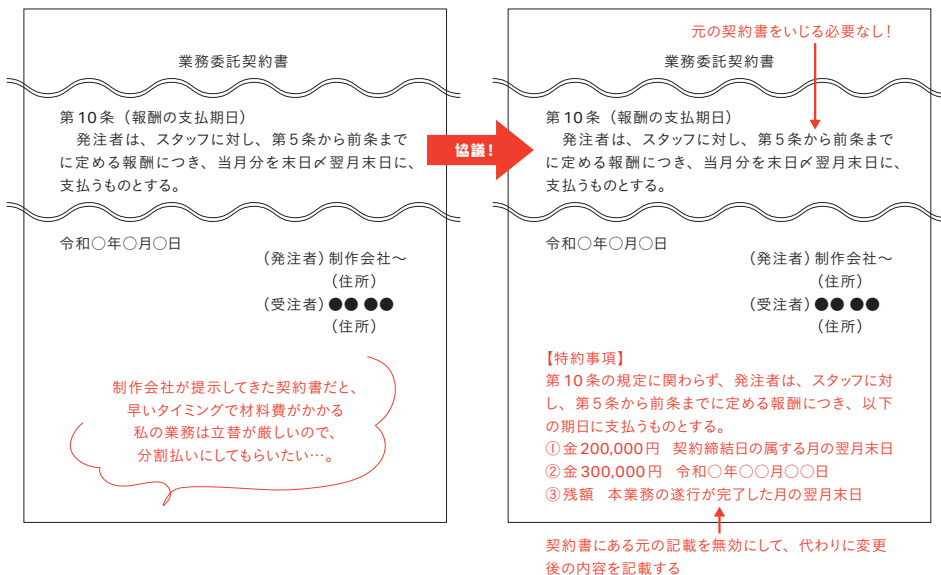 業務委託契約書
第10条（報酬の支払期日）
　発注者は、スタッフに対し、第5条から前条まで
に定める報酬につき、当月分を末日〆翌月末日に、
支払うものとする。
令和○年○月○日
（発注者）制作会社～
（住所）
（受注者）●● ●●
（住所）
制作会社が提示してきた契約書だと、
早いタイミングで材料費がかかる
私の業務は立替が厳しいので、
分割払いにしてもらいたい…。
協議！
元の契約書をいじる必要なし！
業務委託契約書
第10条（報酬の支払期日）
　発注者は、スタッフに対し、第5条から前条まで
に定める報酬につき、当月分を末日〆翌月末日に、
支払うものとする。
令和○年○月○日
（発注者）制作会社～
（住所）
（受注者）●● ●●
（住所）
【特約事項】
第10条の規定に関わらず、発注者は、スタッフに対
し、第5条から前条までに定める報酬につき、以下
の期日に支払うものとする。
①金200,000円　契約締結日の属する月の翌月末日
②金300,000円　令和○年○○月○○日
③残額　本業務の遂行が完了した月の翌月末日
契約書にある元の記載を無効にして、代わりに変更
後の内容を記載する